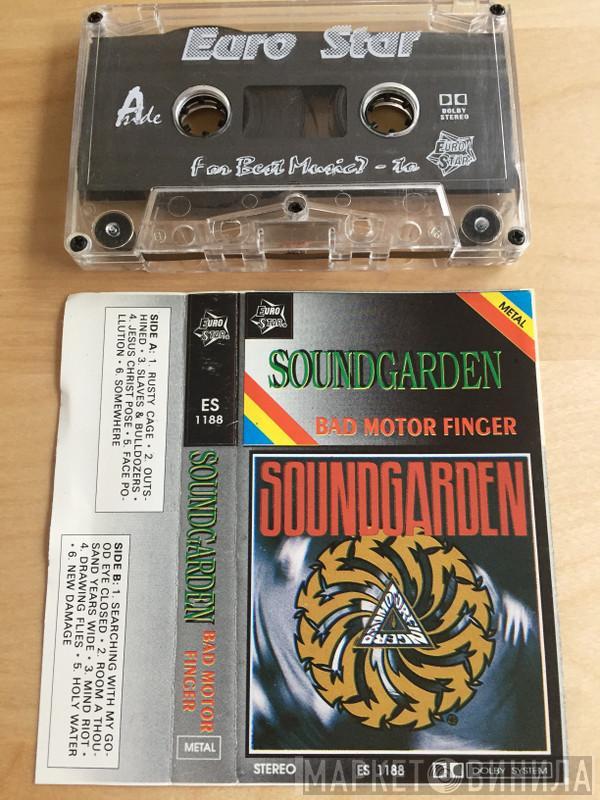 Euro Star
A side
DOLBY
STEREO
EURO
STAR
For Best Music? - 70
SIDE A: 1. RUSTY CAGE • 2. OUTS-
HINED • 3. SLAVES & BULLDOZERS •
4. JESUS CHRIST POSE • 5. FACE PO-
LLUTION • 6. SOMEWHERE
SIDE B: 1. SEARCHING WITH MY GO-
OD EYE CLOSED • 2. ROOM A THOU-
SAND YEARS WIDE • 3. MIND RIOT •
4. DRAWING FLIES • 5. HOLY WATER
• 6. NEW DAMAGE
EURO
STAR
ES
1188
SOUNDGARDEN
BAD MOTOR
FINGER
METAL
EURO
STAR
METAL
SOUNDGARDEN
BAD MOTOR FINGER
SOUNDGARDEN
BADMOTORFINGER
STEREO
ES 1188
DOLBY SYSTEM
МАРКЕТ ВИНИЛА